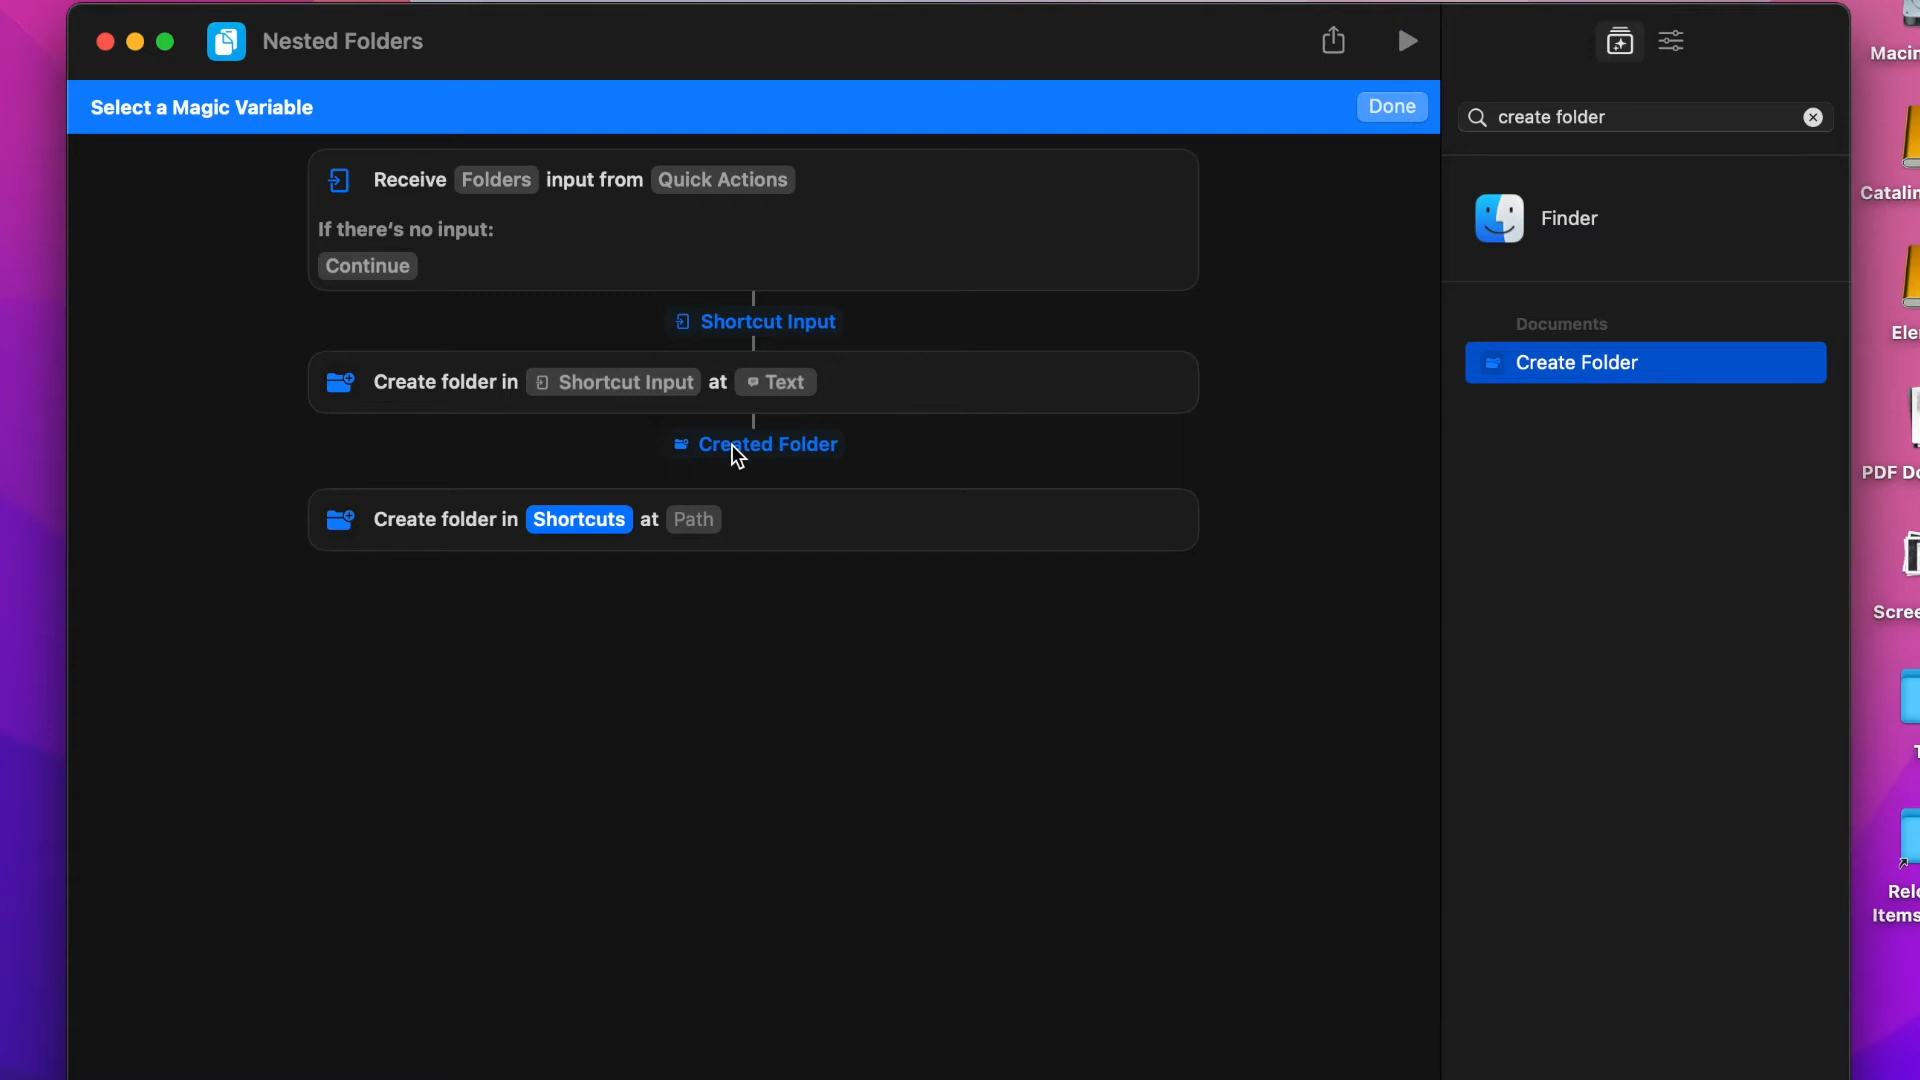 Nested Folders
Select a Magic Variable
Done
Receive Folders input from Quick Actions
If there's no input:
Continue
Shortcut Input
Create folder in Shortcut Input at Text
Created Folder
Create folder in Shortcuts at Path
create folder
Finder
Documents
Create Folder
Macin
Catalin
Ele
PDF Do
Scree
T
Relo
Items